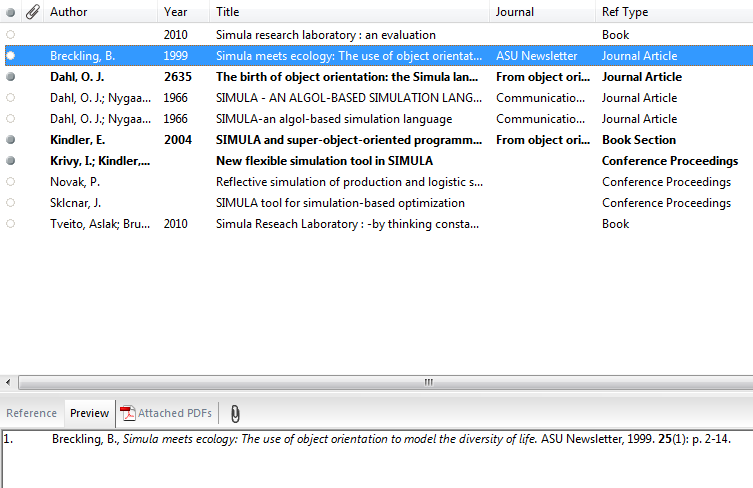 Author Year Title Journal Ref Type
2010 Simula research laboratory : an evaluation Book
Breckling, B. 1999 Simula meets ecology: The use of object orientat... ASU Newsletter Journal Article
Dahl, O. J. 2635 The birth of object orientation: the Simula lan... From object ori... Journal Article
Dahl, O. J.; Nygaa... 1966 SIMULA - AN ALGOL-BASED SIMULATION LANG... Communicatio... Journal Article
Dahl, O. J.; Nygaa... 1966 SIMULA-an algol-based simulation language Communicatio... Journal Article
Kindler, E. 2004 SIMULA and super-object-oriented programm... From object ori... Book Section
Krivy, I.; Kindler,... New flexible simulation tool in SIMULA Conference Proceedings
Novak, P. Reflective simulation of production and logistic s... Conference Proceedings
Sklcnar, J. SIMULA tool for simulation-based optimization Conference Proceedings
Tveito, Aslak; Bru... 2010 Simula Reseach Laboratory : -by thinking consta... Book
Reference Preview Attached PDFs
1. Breckling, B., Simula meets ecology: The use of object orientation to model the diversity of life. ASU Newsletter, 1999. 25(1): p. 2-14.